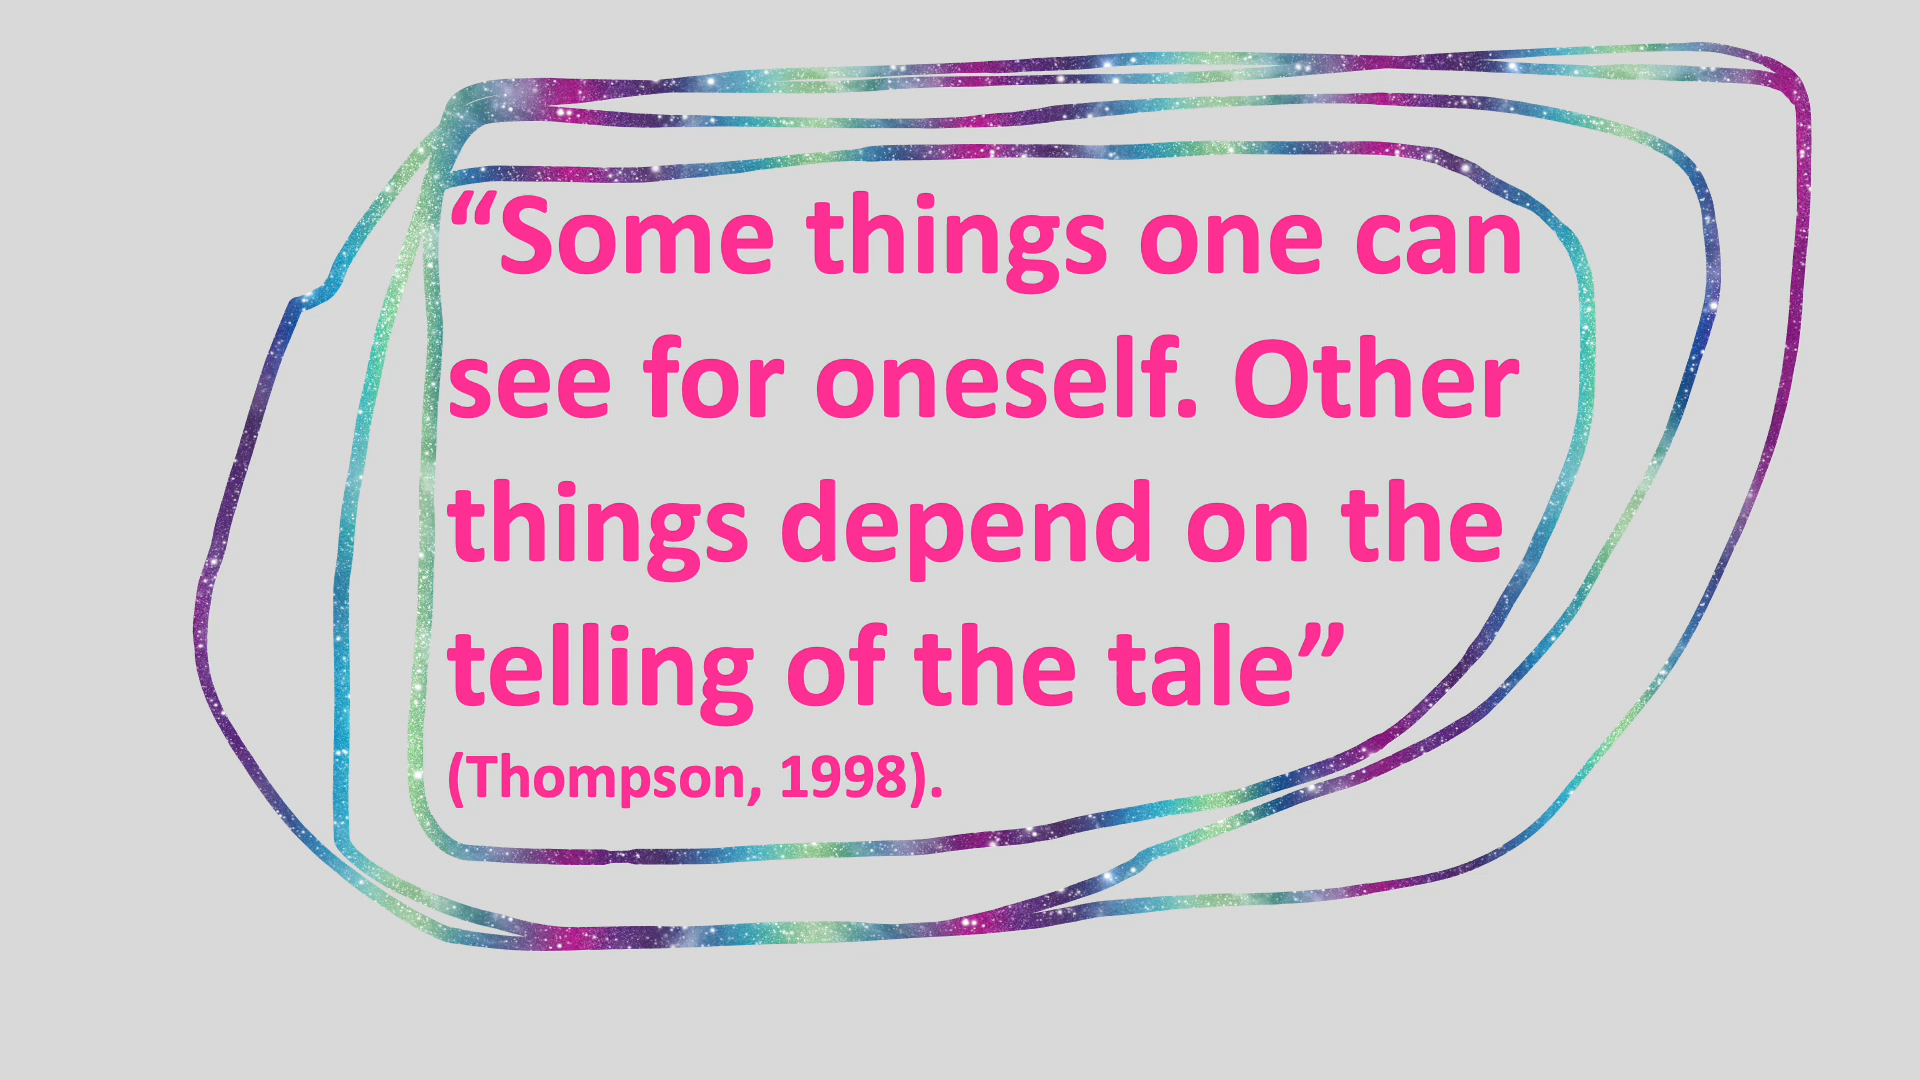 “Some things one can
see for oneself. Other
things depend on the
telling of the tale”
(Thompson, 1998).